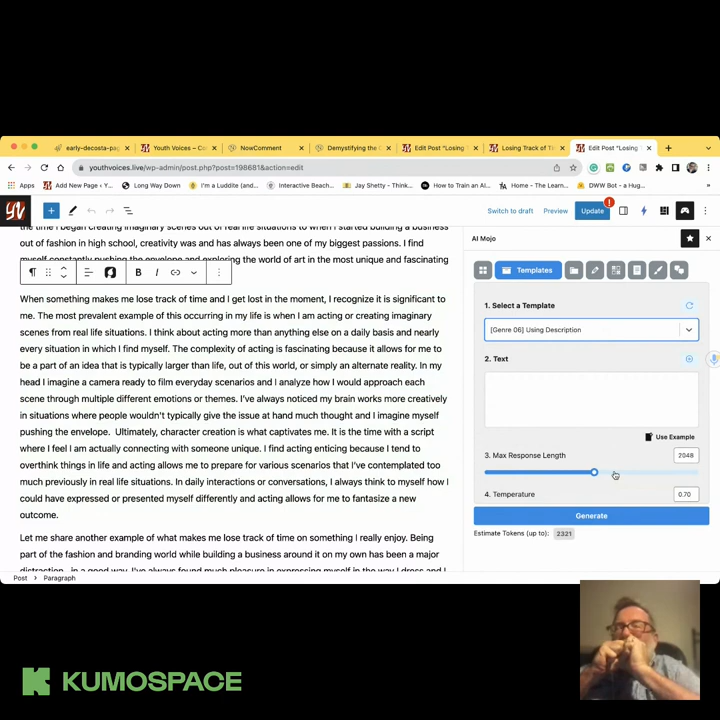 early-decosta-pag
Youth Voices – Co
NowComment
Demystifying the
Edit Post "Losing
Losing Track of Ti
Edit Post "Losing
youthvoices.live/wp-admin/post.php?post=198681&action=edit
Apps
Add New Page ‹ Y
Long Way Down
I'm a Luddite (and
Interactive Beach
Jay Shetty - Think
How to Train an AI
Home - The Learn
DWW Bot - a Hug
YV
Switch to draft
Preview
Update
!
AI Mojo
out of fashion in high school, creativity was and has always been one of my biggest passions. I find
B
I
When something makes me lose track of time and I get lost in the moment, I recognize it is significant to
me. The most prevalent example of this occurring in my life is when I am acting or creating imaginary
scenes from real life situations. I think about acting more than anything else on a daily basis and nearly
every situation in which I find myself. The complexity of acting is fascinating because it allows for me to
be a part of an idea that is typically larger than life, out of this world, or simply an alternate reality. In my
head I imagine a camera ready to film everyday scenarios and I analyze how I would approach each
scene through multiple different emotions or themes. I've always noticed my brain works more creatively
in situations where people wouldn't typically give the issue at hand much thought and I imagine myself
pushing the envelope. Ultimately, character creation is what captivates me. It is the time with a script
where I feel I am actually connecting with someone unique. I find acting enticing because I tend to
overthink things in life and acting allows me to prepare for various scenarios that I've contemplated too
much previously in real life situations. In daily interactions or conversations, I always think to myself how I
could have expressed or presented myself differently and acting allows for me to fantasize a new
outcome.
Let me share another example of what makes me lose track of time on something I really enjoy. Being
part of the fashion and branding world while building a business around it on my own has been a major
Templates
1. Select a Template
[Genre 06] Using Description
2. Text
Use Example
3. Max Response Length
2048
4. Temperature
0.70
Generate
Estimate Tokens (up to): 2321
Post
Paragraph
KUMOSPACE